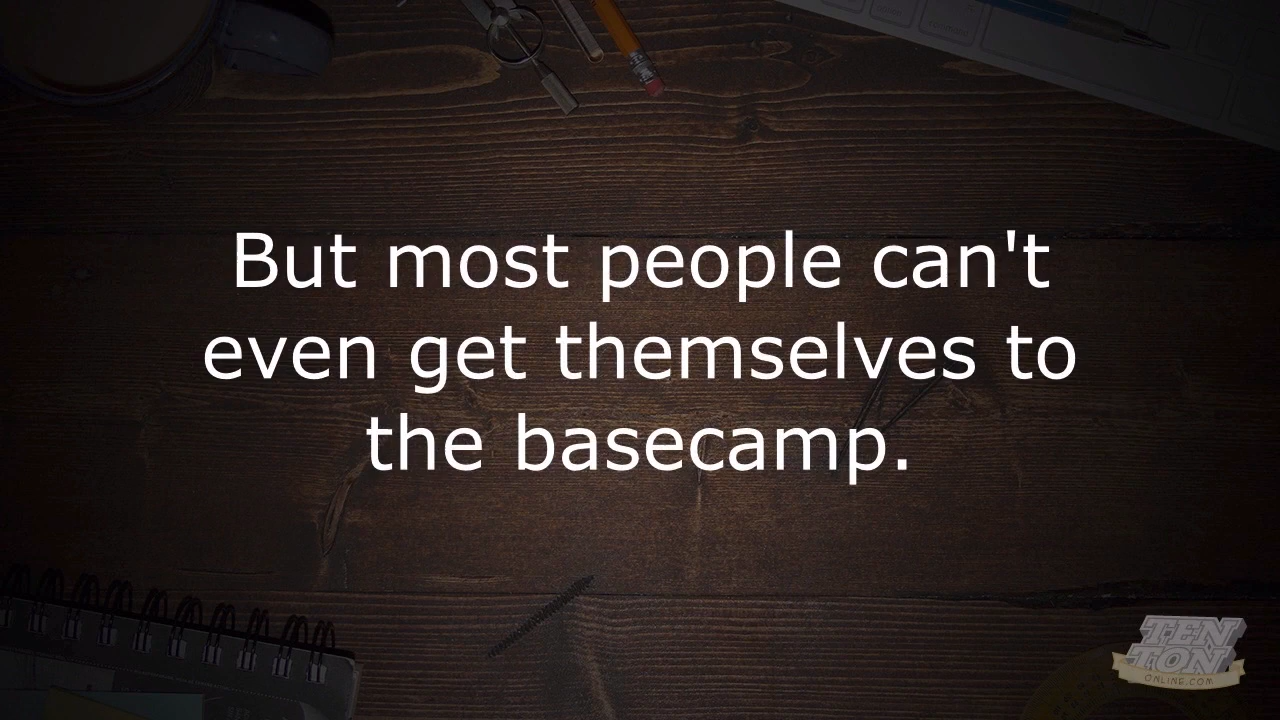 But most people can't
even get themselves to
the basecamp.
TEN
TON
ONLINE.COM